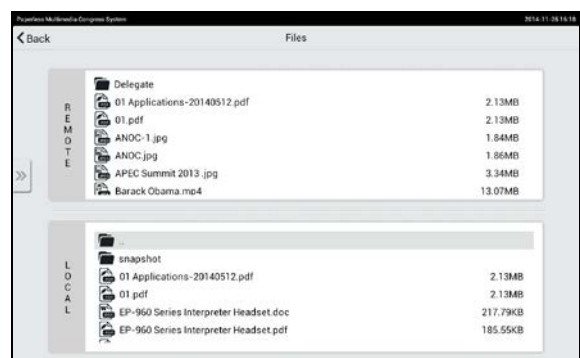 Paperless Multimedia Congress System 2014-11-26 16:18
Back Files
REMOTE
Delegate
01 Applications-20140512.pdf 2.13MB
01.pdf 2.13MB
ANOC-1.jpg 1.84MB
ANOC.jpg 1.86MB
APEC Summit 2013 .jpg 3.34MB
Barack Obama.mp4 13.07MB
LOCAL
..
snapshot
01 Applications-20140512.pdf 2.13MB
01.pdf 2.13MB
EP-960 Series Interpreter Headset.doc 217.79KB
EP-960 Series Interpreter Headset.pdf 185.55KB